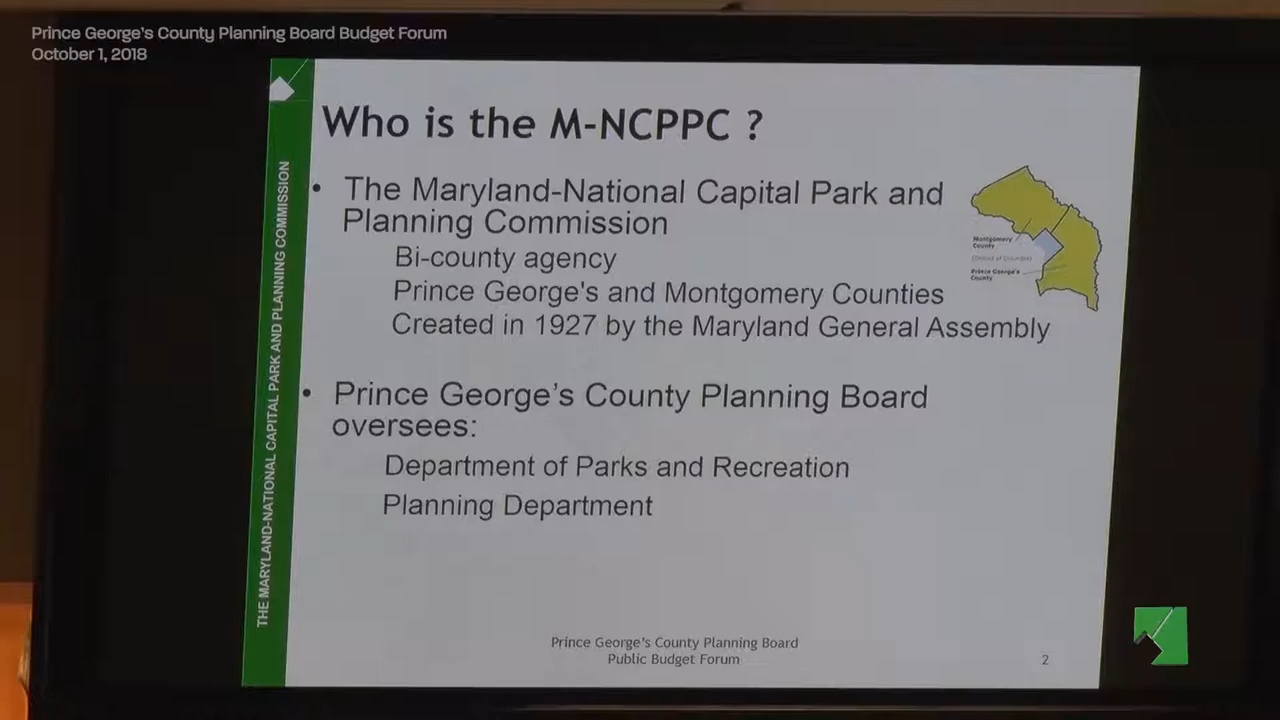 Prince George's County Planning Board Budget Forum
October 1, 2018
THE MARYLAND-NATIONAL CAPITAL PARK AND PLANNING COMMISSION
Who is the M-NCPPC ?
• The Maryland-National Capital Park and
Planning Commission
Bi-county agency
Prince George's and Montgomery Counties
Created in 1927 by the Maryland General Assembly
Montgomery
County
(District of Columbia)
Prince George's
County
• Prince George's County Planning Board
oversees:
Department of Parks and Recreation
Planning Department
Prince George's County Planning Board
Public Budget Forum
2